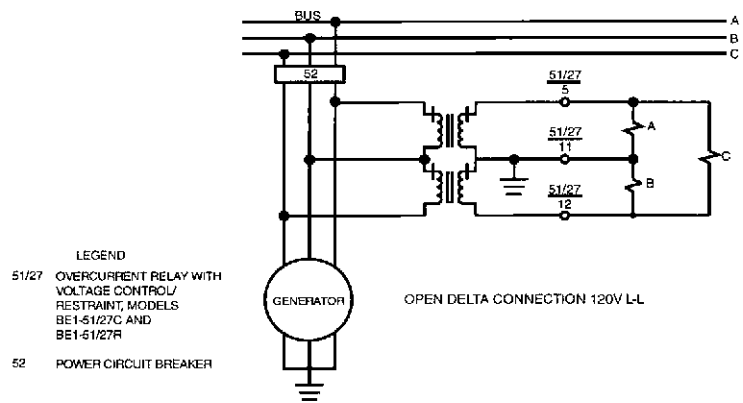 BUS
A
B
C
52
51/27
5
51/27
11
51/27
12
A
B
C
LEGEND
51/27 OVERCURRENT RELAY WITH
VOLTAGE CONTROL/
RESTRAINT, MODELS
BE1-51/27C AND
BE1-51/27R
52 POWER CIRCUIT BREAKER
GENERATOR
OPEN DELTA CONNECTION 120V L-L